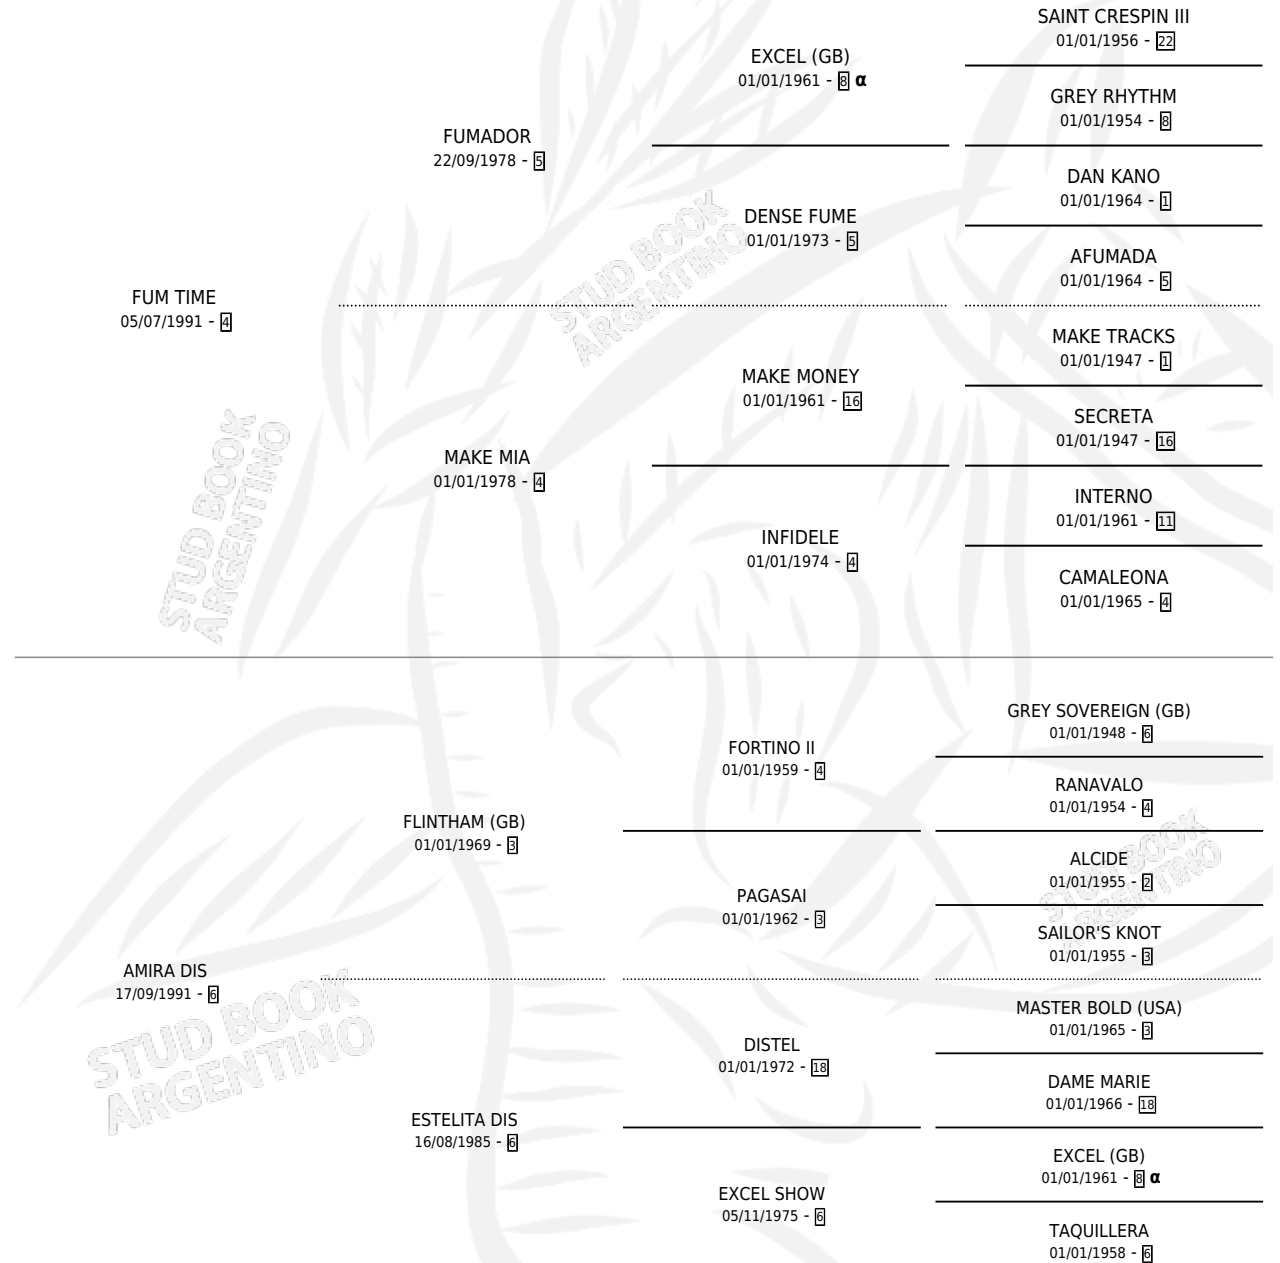 SAINT CRESPIN III
01/01/1956 - 22
EXCEL (GB)
01/01/1961 - 8 α
GREY RHYTHM
01/01/1954 - 8
FUMADOR
22/09/1978 - 5
DAN KANO
01/01/1964 - 1
DENSE FUME
01/01/1973 - 5
AFUMADA
01/01/1964 - 5
FUM TIME
05/07/1991 - 4
MAKE TRACKS
01/01/1947 - 1
MAKE MONEY
01/01/1961 - 16
SECRETA
01/01/1947 - 16
MAKE MIA
01/01/1978 - 4
INTERNO
01/01/1961 - 11
INFIDELE
01/01/1974 - 4
CAMALEONA
01/01/1965 - 4
STUD BOOK
ARGENTINO
STUD BOOK
ARGENTINO
GREY SOVEREIGN (GB)
01/01/1948 - 6
FORTINO II
01/01/1959 - 4
RANAVALO
01/01/1954 - 4
FLINTHAM (GB)
01/01/1969 - 3
ALCIDE
01/01/1955 - 2
PAGASAI
01/01/1962 - 3
SAILOR'S KNOT
01/01/1955 - 3
AMIRA DIS
17/09/1991 - 6
MASTER BOLD (USA)
01/01/1965 - 3
DISTEL
01/01/1972 - 18
DAME MARIE
01/01/1966 - 18
ESTELITA DIS
16/08/1985 - 6
EXCEL (GB)
01/01/1961 - 8 α
EXCEL SHOW
05/11/1975 - 6
TAQUILLERA
01/01/1958 - 6
STUD BOOK
ARGENTINO
STUD BOOK
ARGENTINO